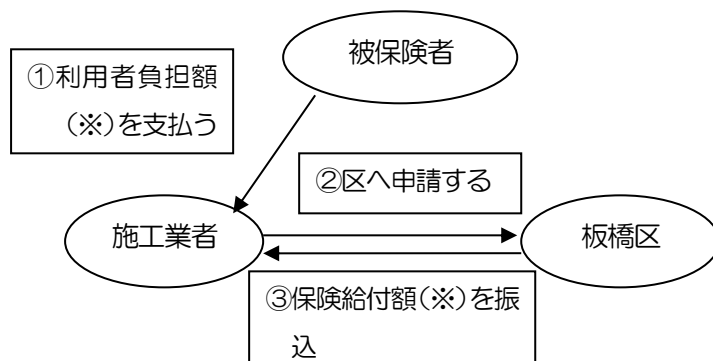 被保険者
①利用者負担額
（※）を支払う
②区へ申請する
施工業者
板橋区
③保険給付額（※）を振
込